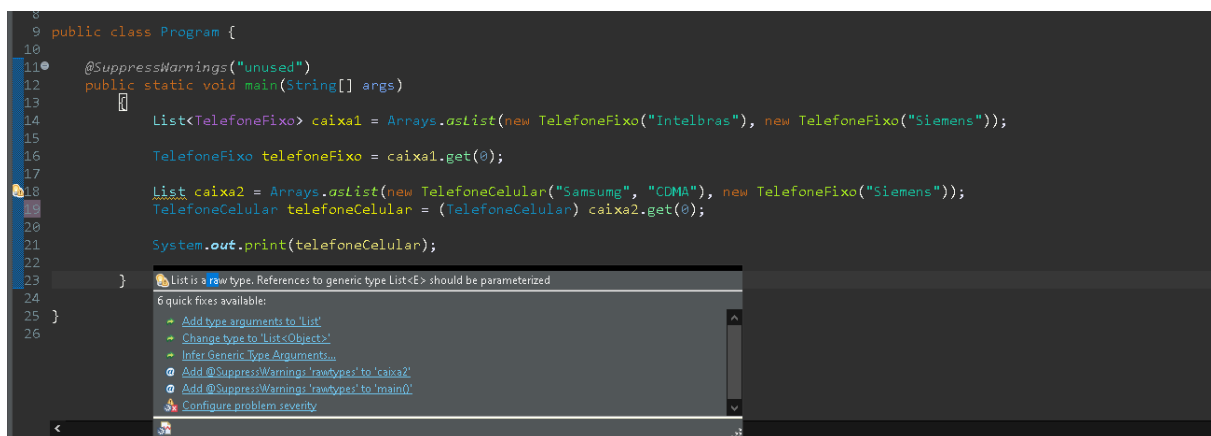 8
9 public class Program {
10
11 @SuppressWarnings("unused")
12 public static void main(String[] args)
13 {
14 List<TelefoneFixo> caixa1 = Arrays.asList(new TelefoneFixo("Intelbras"), new TelefoneFixo("Siemens"));
15
16 TelefoneFixo telefoneFixo = caixa1.get(0);
17
18 List caixa2 = Arrays.asList(new TelefoneCelular("Samsumg", "CDMA"), new TelefoneFixo("Siemens"));
19 TelefoneCelular telefoneCelular = (TelefoneCelular) caixa2.get(0);
20
21 System.out.print(telefoneCelular);
22
23 }
24
25 }
26
List is a raw type. References to generic type List<E> should be parameterized
6 quick fixes available:
Add type arguments to 'List'
Change type to 'List<Object>'
Infer Generic Type Arguments...
Add @SuppressWarnings 'rawtypes' to 'caixa2'
Add @SuppressWarnings 'rawtypes' to 'main()'
Configure problem severity